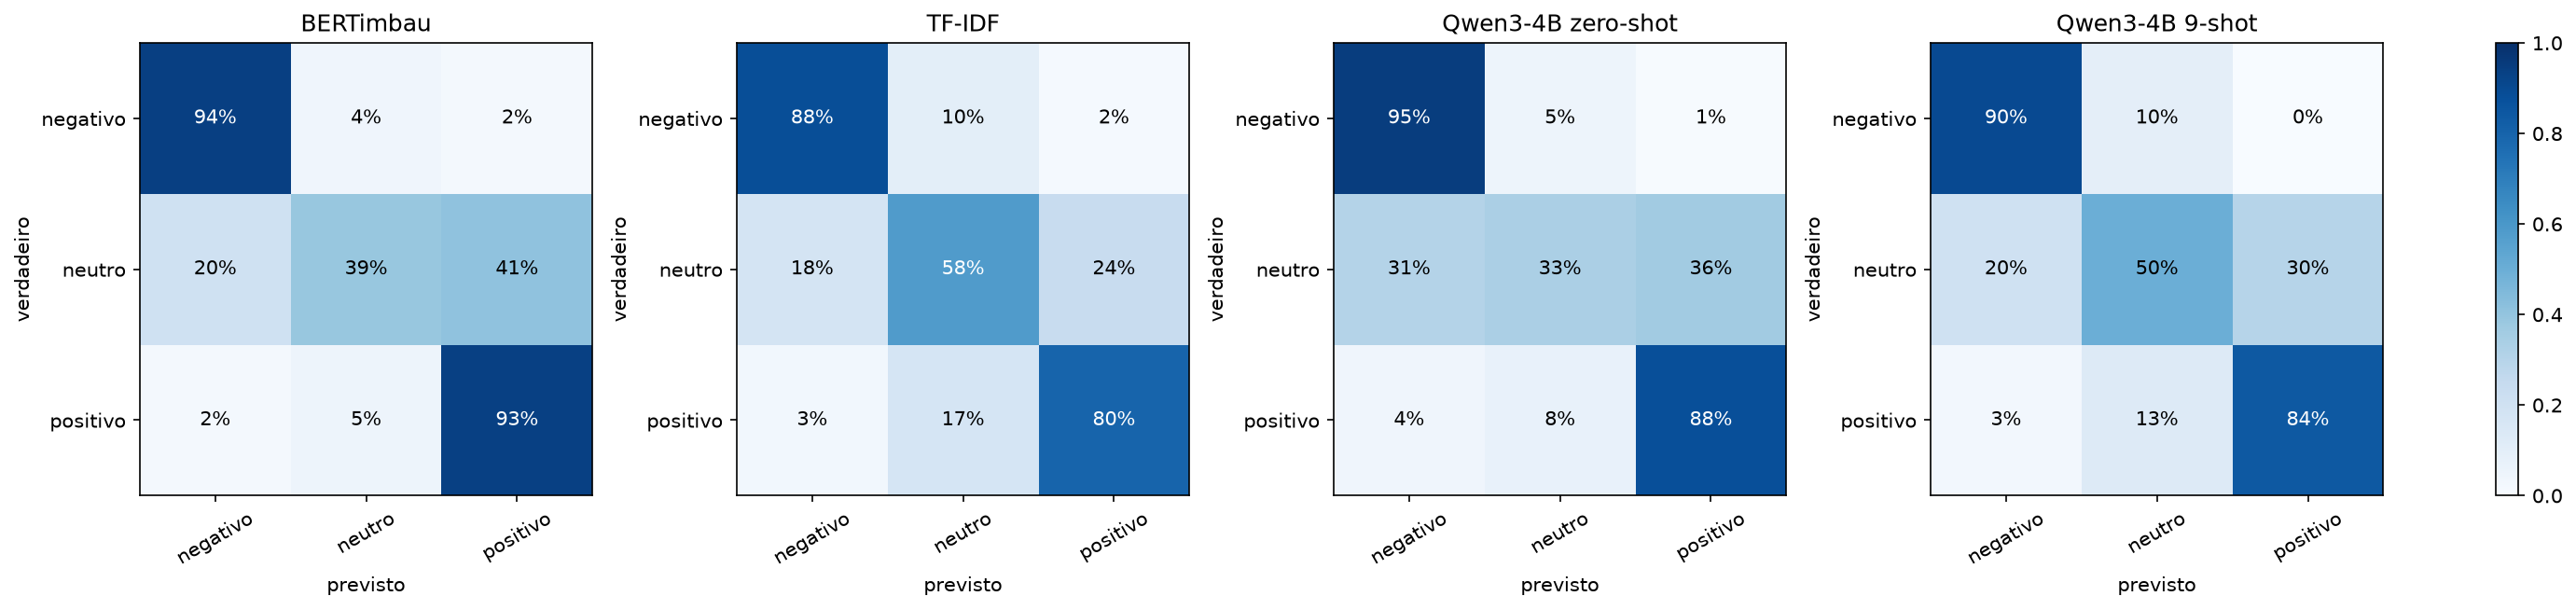 BERTimbau
TF-IDF
Qwen3-4B zero-shot
Qwen3-4B 9-shot
verdadeiro
negativo
94% 4% 2%
neutro
20% 39% 41%
positivo
2% 5% 93%
negativo neutro positivo
previsto
verdadeiro
negativo
88% 10% 2%
neutro
18% 58% 24%
positivo
3% 17% 80%
negativo neutro positivo
previsto
verdadeiro
negativo
95% 5% 1%
neutro
31% 33% 36%
positivo
4% 8% 88%
negativo neutro positivo
previsto
verdadeiro
negativo
90% 10% 0%
neutro
20% 50% 30%
positivo
3% 13% 84%
negativo neutro positivo
previsto
1.0
0.8
0.6
0.4
0.2
0.0